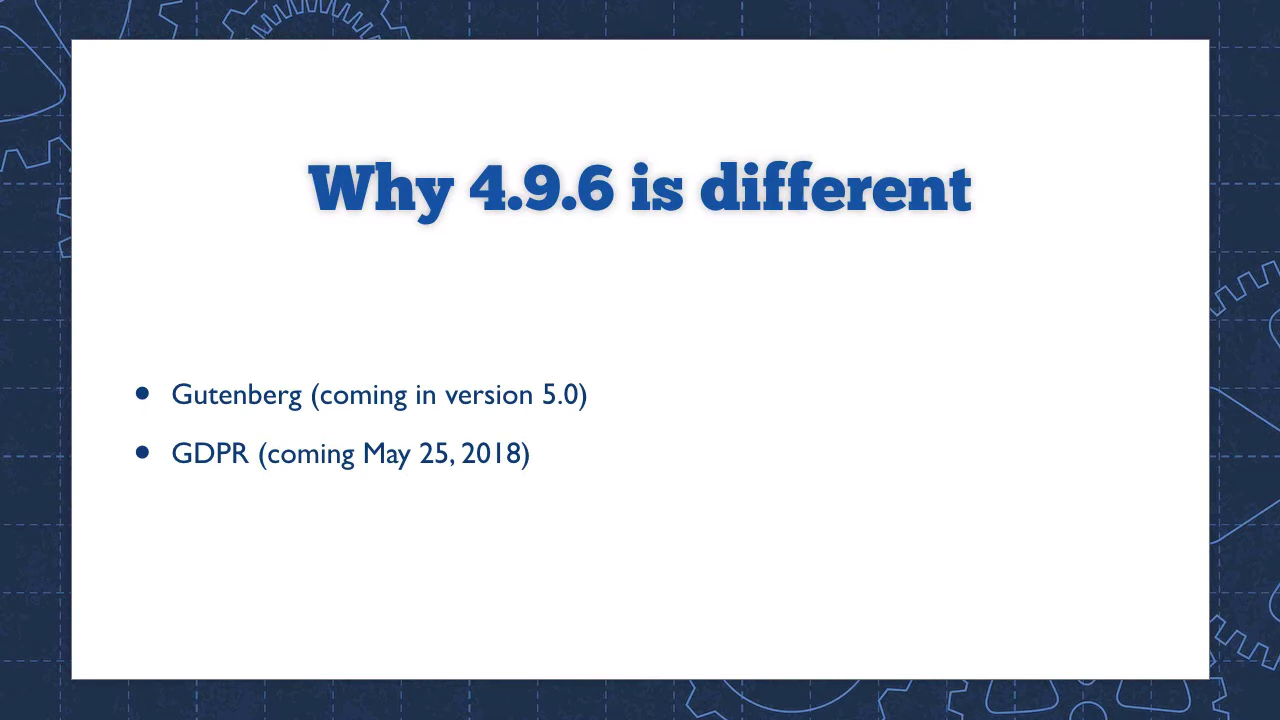 Why 4.9.6 is different
• Gutenberg (coming in version 5.0)
• GDPR (coming May 25, 2018)